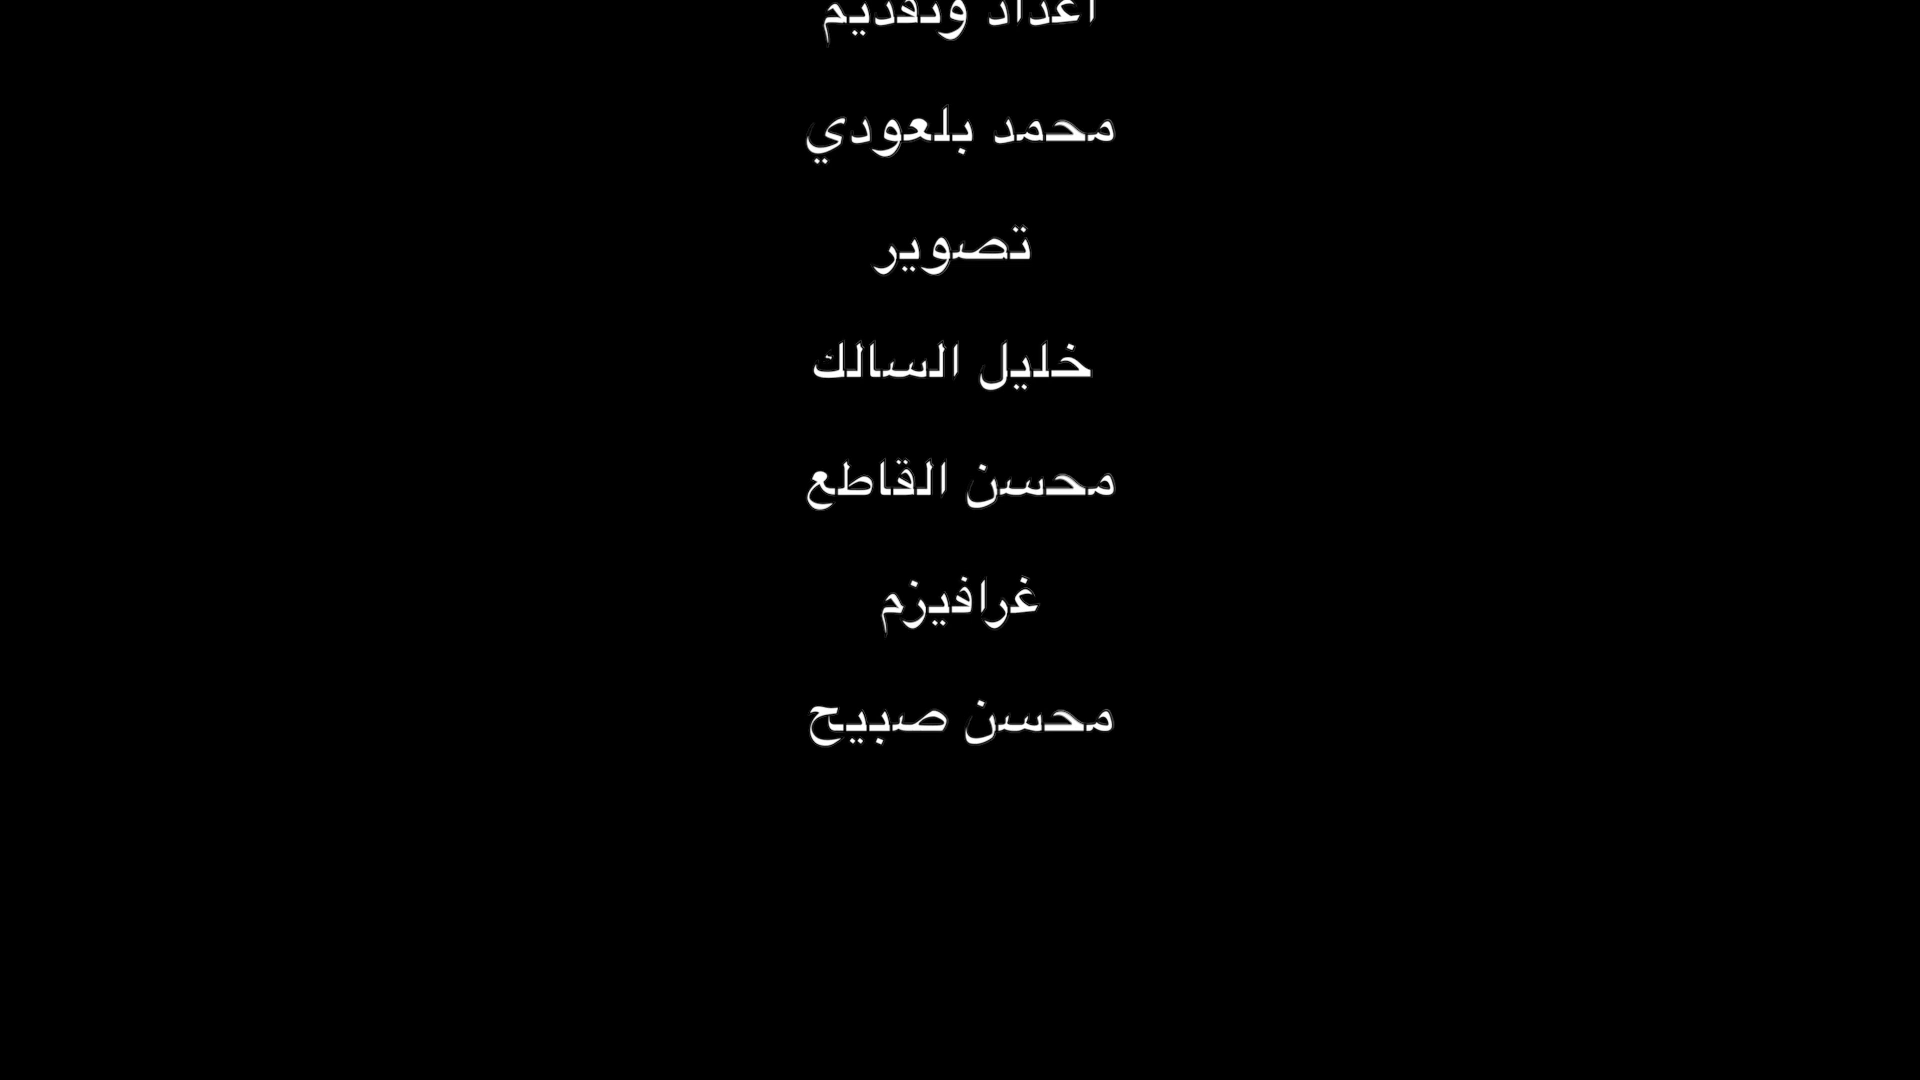 اعداد وتقديم
محمد بلعودي
تصوير
خليل السالك
محسن القاطع
غرافيزم
محسن صبيح